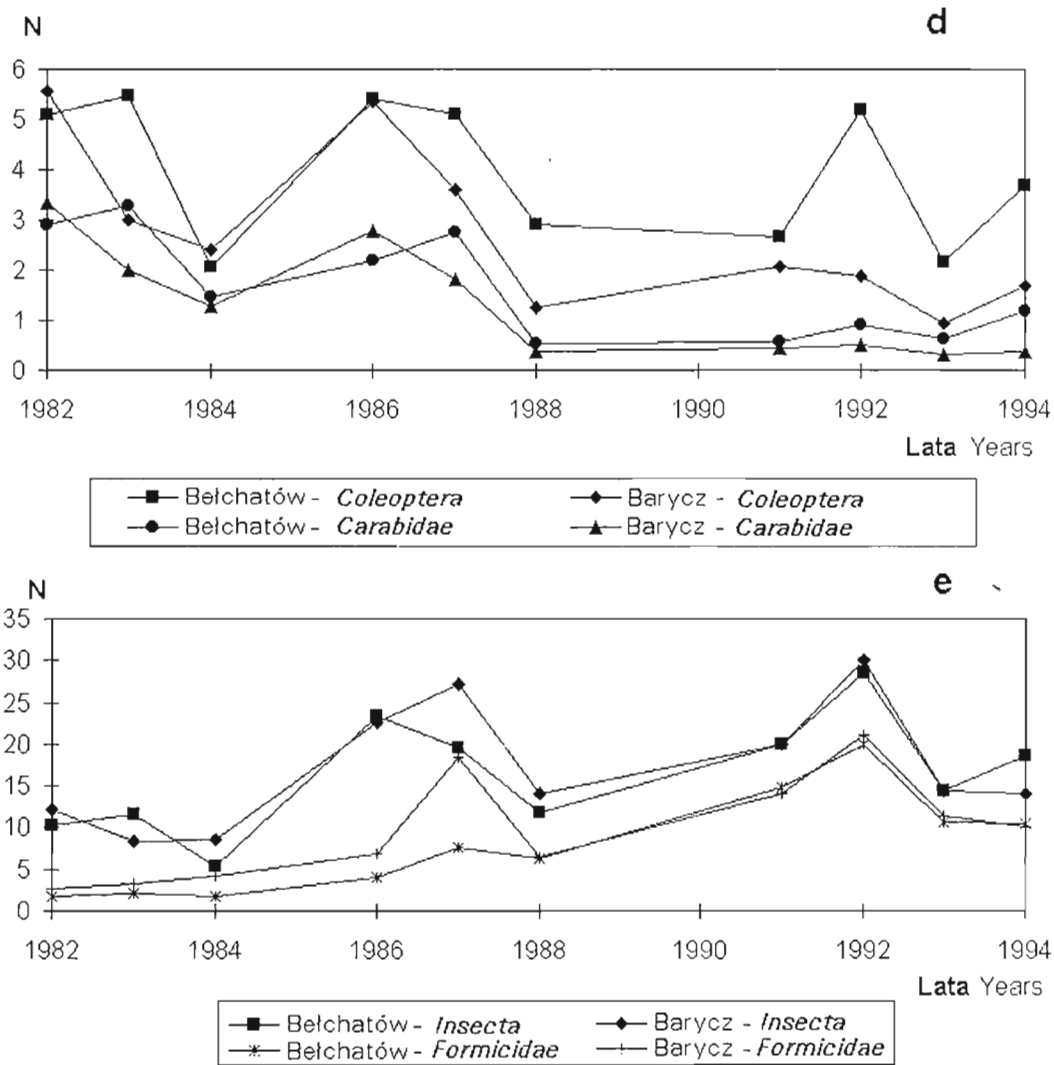 N
d
6
5
4
3
2
1
0
1982 1984 1986 1988 1990 1992 1994
Lata Years
Bełchatów - Coleoptera Barycz - Coleoptera
Bełchatów - Carabidae Barycz - Carabidae
N
e
35
30
25
20
15
10
5
0
1982 1984 1986 1988 1990 1992 1994
Lata Years
Bełchatów - Insecta Barycz - Insecta
Bełchatów - Formicidae Barycz - Formicidae